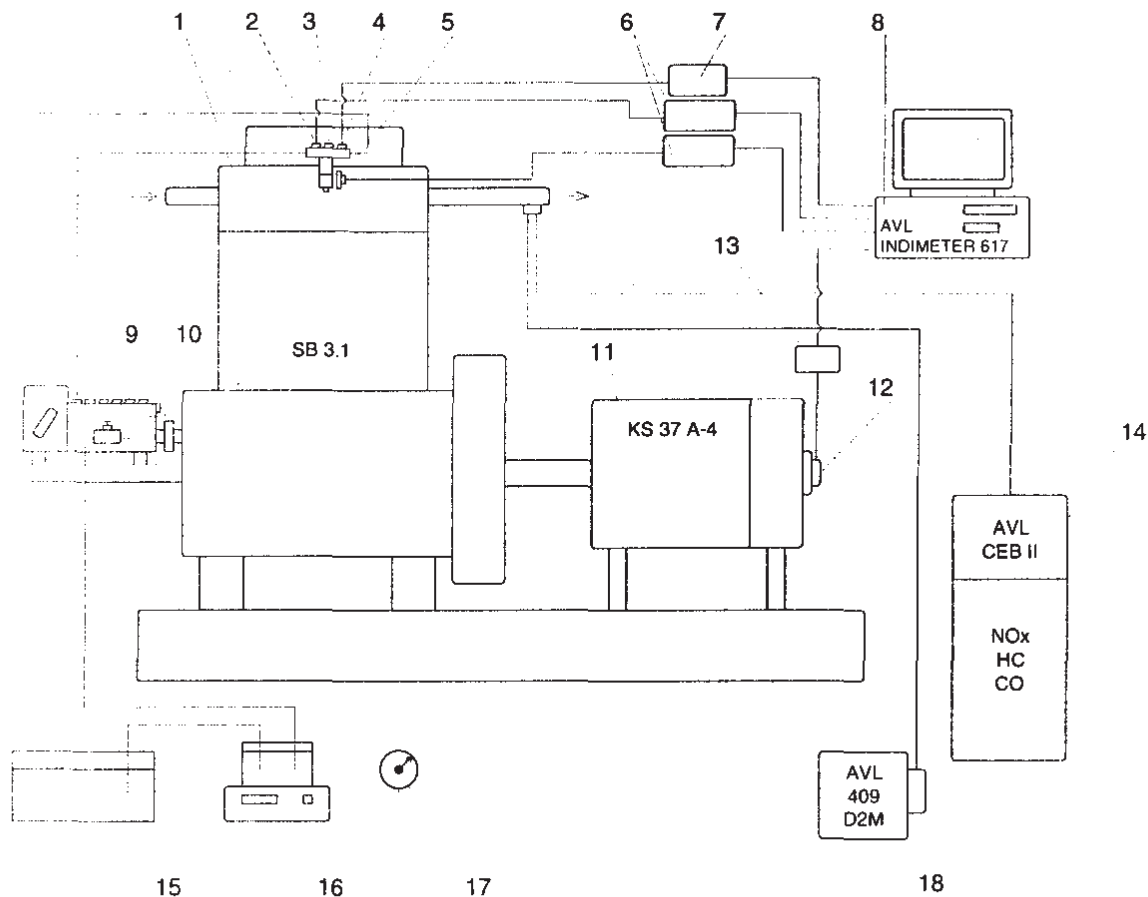 1 2 3 4 5 6 7 8
AVL
INDIMETER 617
13
9 10
SB 3.1
11
12
KS 37 A-4
14
AVL
CEB II
NOx
HC
CO
AVL
409
D2M
15 16 17 18